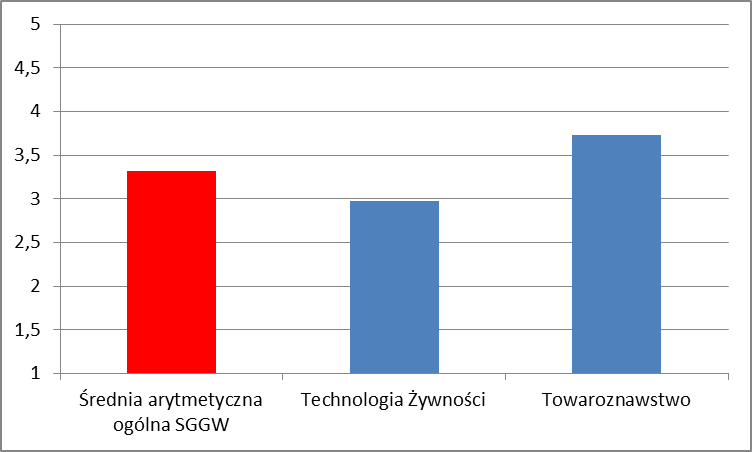 5
4,5
4
3,5
3
2,5
2
1,5
1
Średnia arytmetyczna
ogólna SGGW
Technologia Żywności
Towaroznawstwo